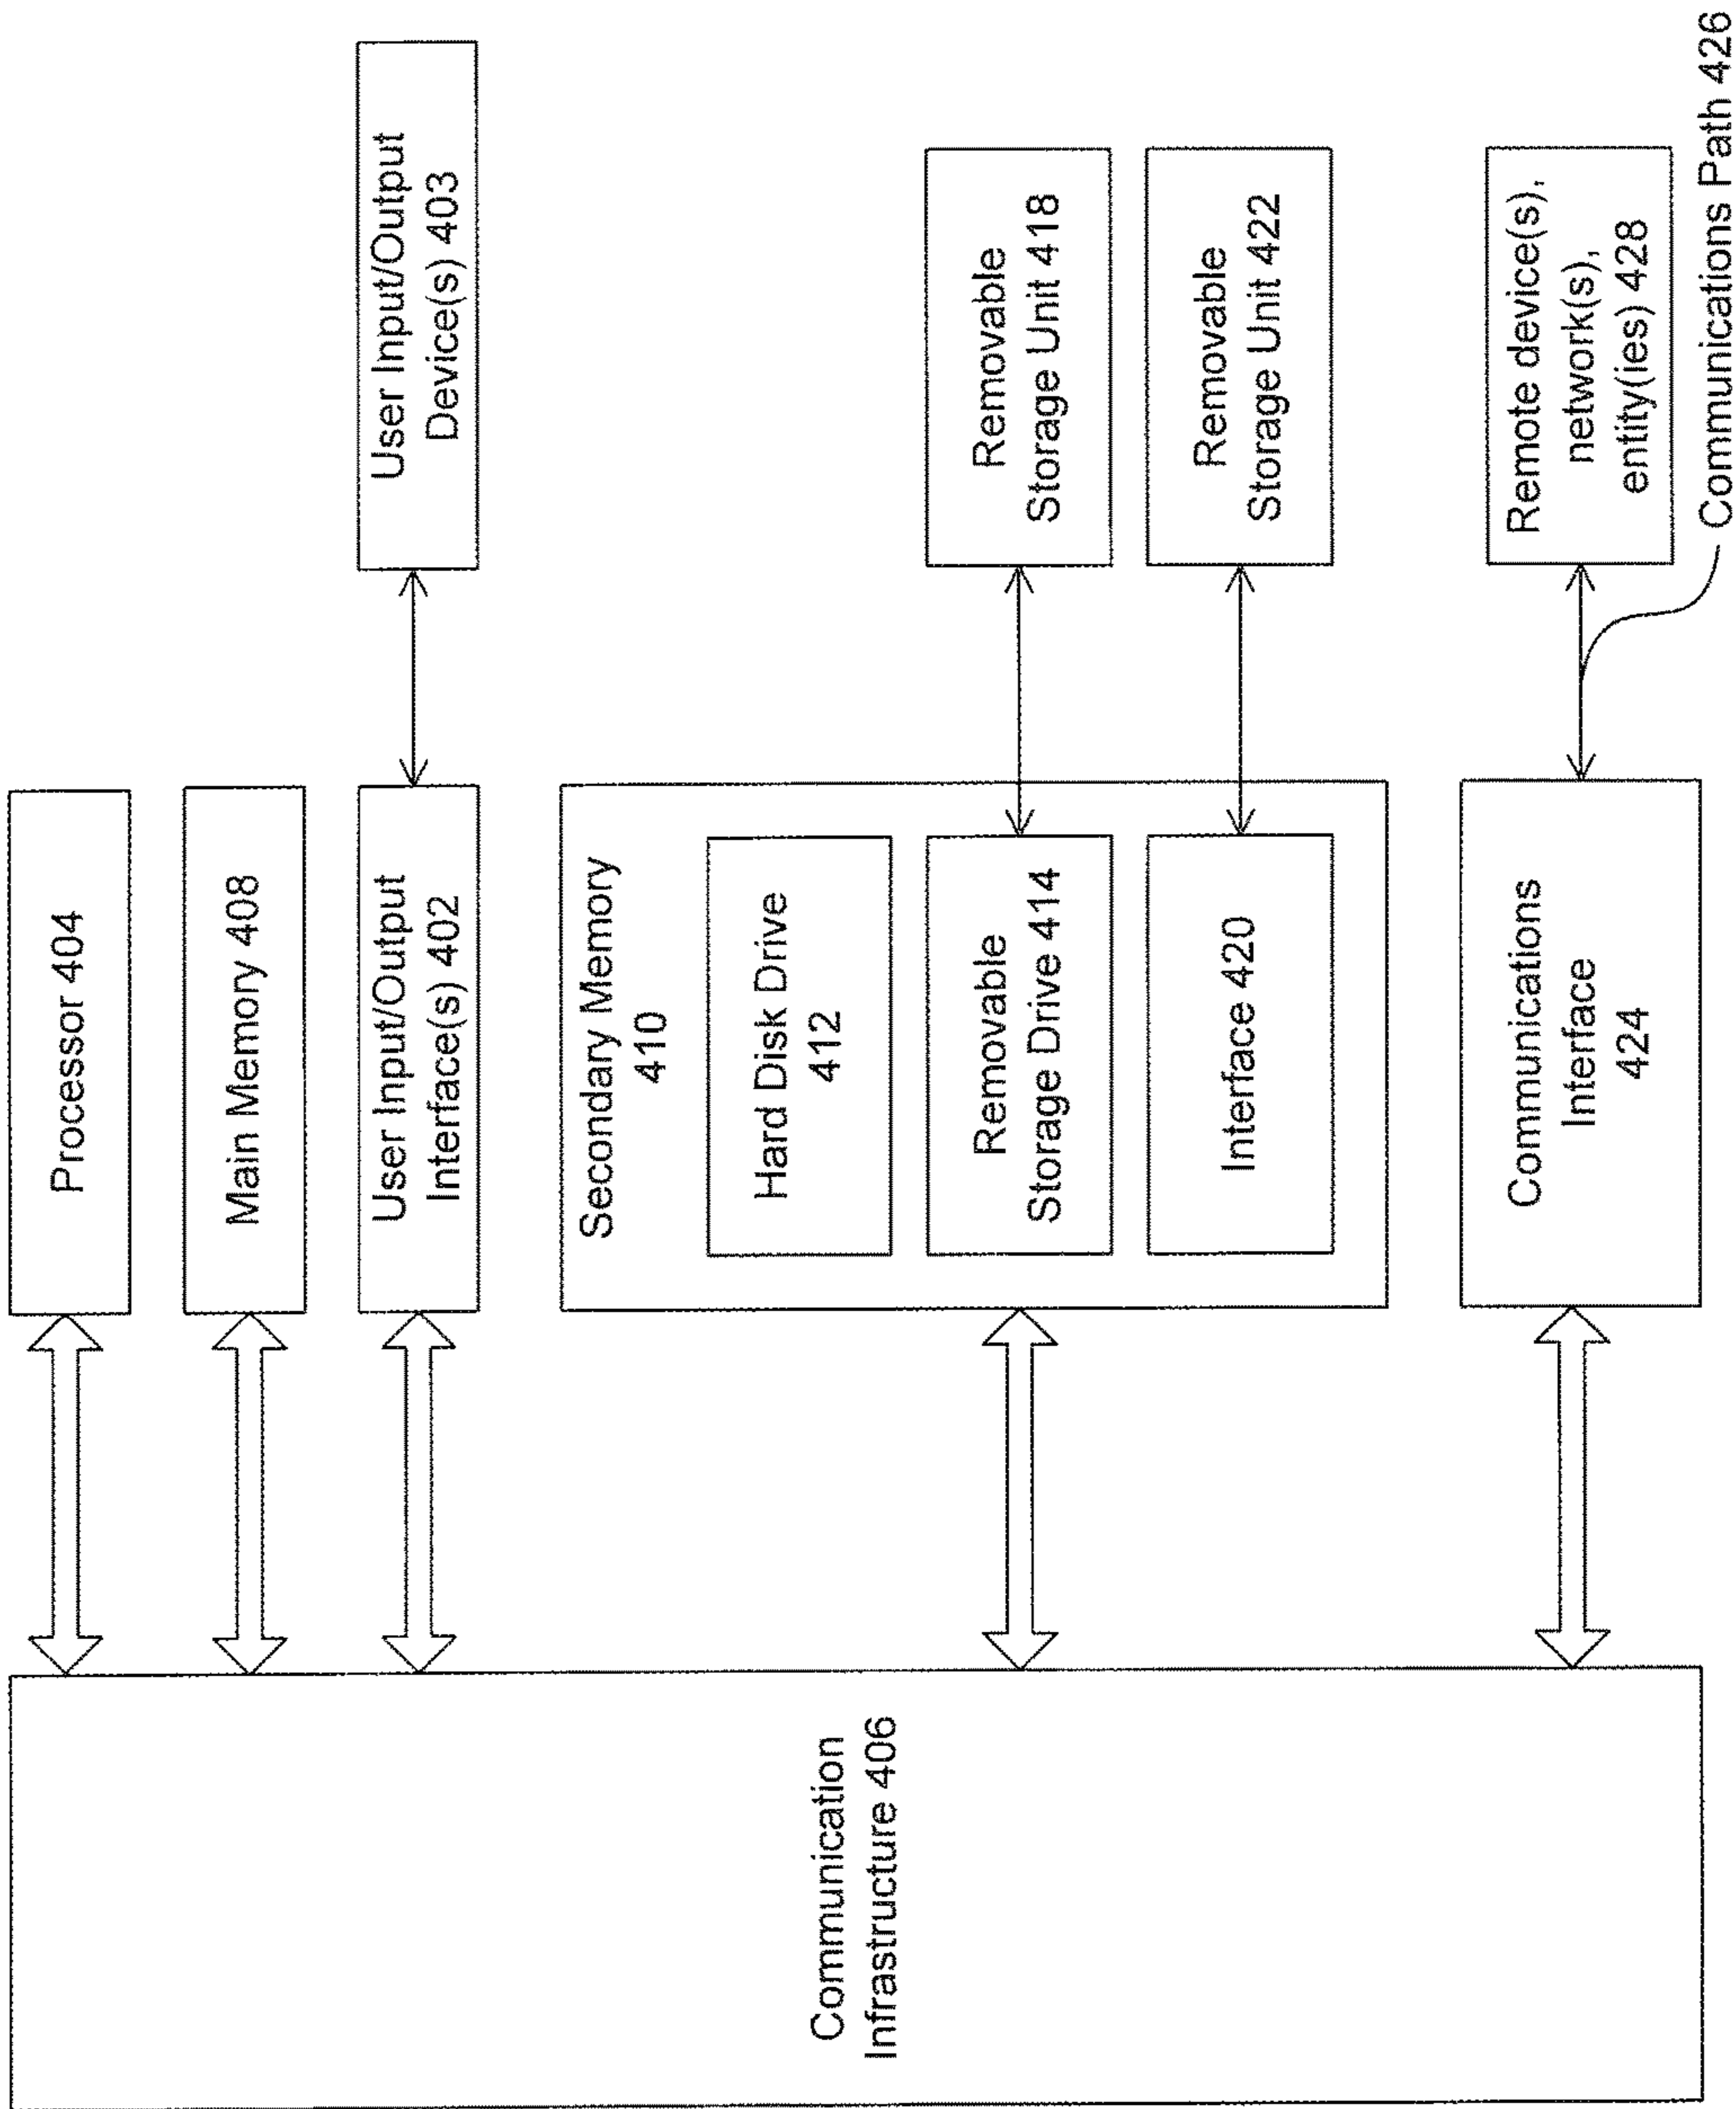 Processor 404
Main Memory 408
User Input/Output
Interface(s) 402
User Input/Output
Device(s) 403
Secondary Memory
410
Hard Disk Drive
412
Removable
Storage Drive 414
Removable
Storage Unit 418
Interface 420
Removable
Storage Unit 422
Communications
Interface
424
Remote device(s),
network(s),
entity(ies) 428
Communications Path 426
Communication
Infrastructure 406